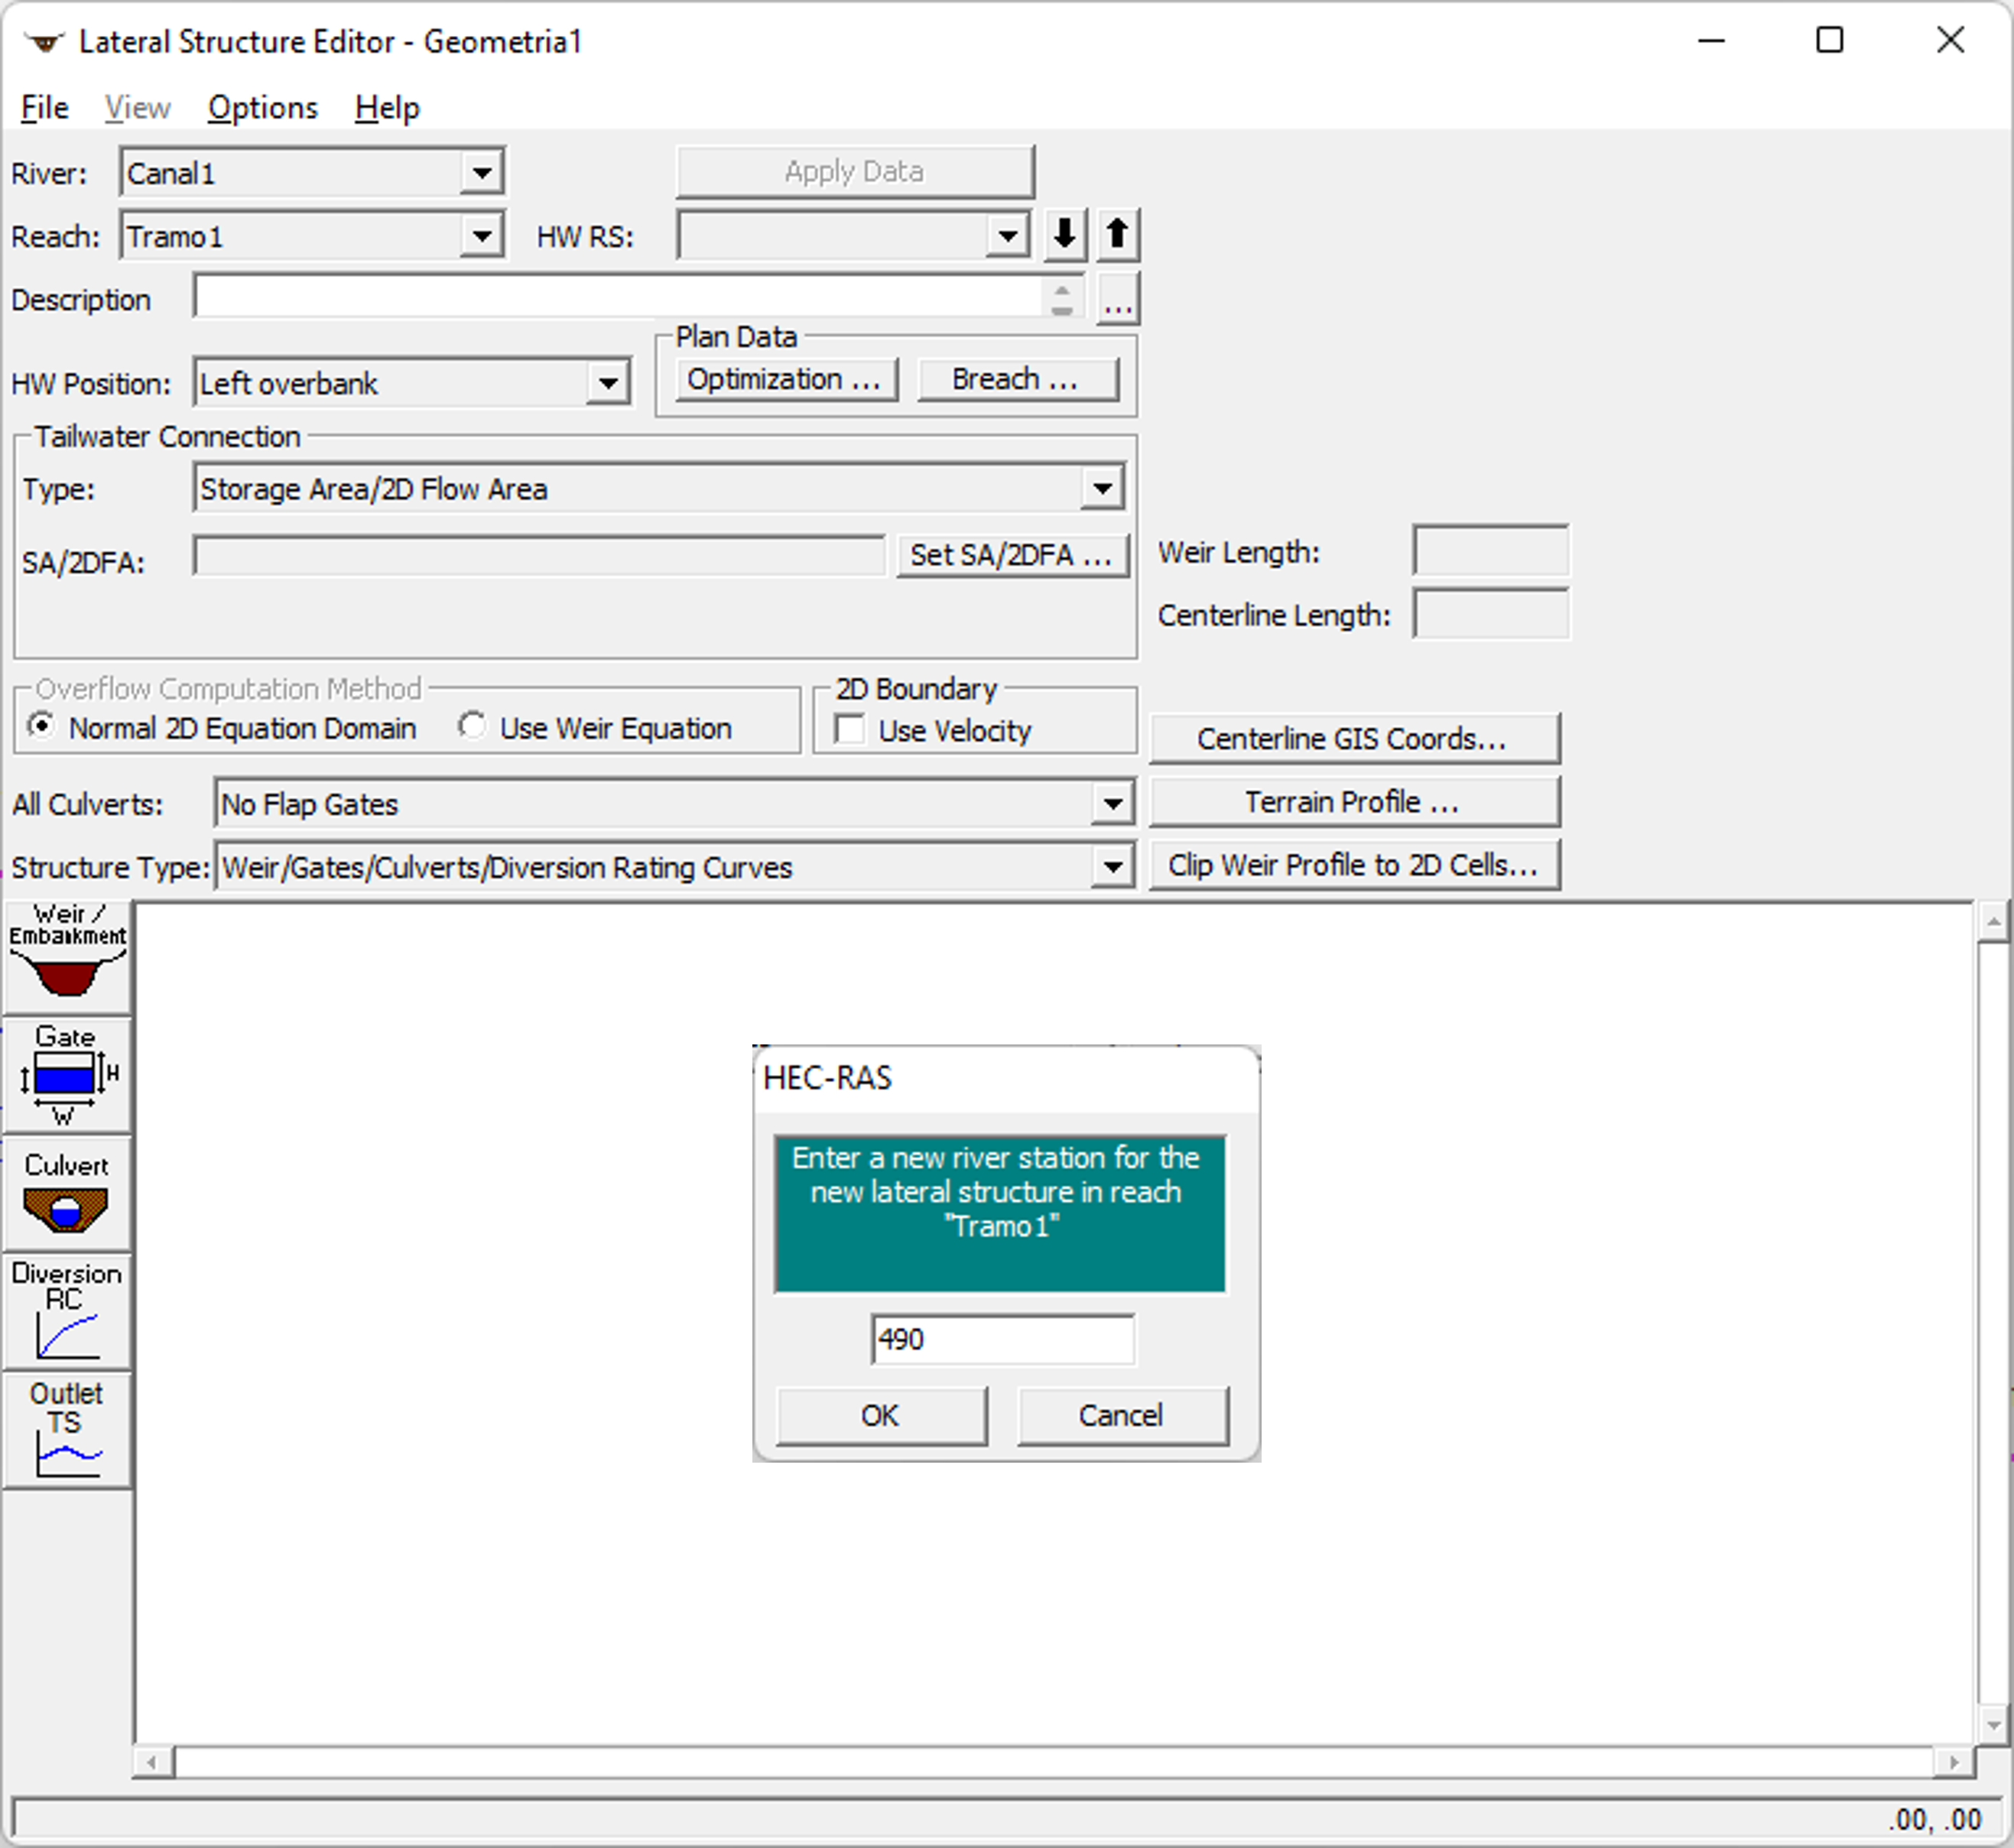 Lateral Structure Editor - Geometria1
File View Options Help
River: Canal1 Apply Data
Reach: Tramo1 HW RS:
Description ...
Plan Data
HW Position: Left overbank Optimization ... Breach ...
Tailwater Connection
Type: Storage Area/2D Flow Area
SA/2DFA: Set SA/2DFA ... Weir Length:
Centerline Length:
Overflow Computation Method 2D Boundary
Normal 2D Equation Domain Use Weir Equation Use Velocity Centerline GIS Coords...
All Culverts: No Flap Gates Terrain Profile ...
Structure Type: Weir/Gates/Culverts/Diversion Rating Curves Clip Weir Profile to 2D Cells...
Weir /
Embankment
Gate
H
W
Culvert
Diversion
RC
Outlet
TS
HEC-RAS
Enter a new river station for the
new lateral structure in reach
"Tramo1"
490
OK Cancel
.00, .00